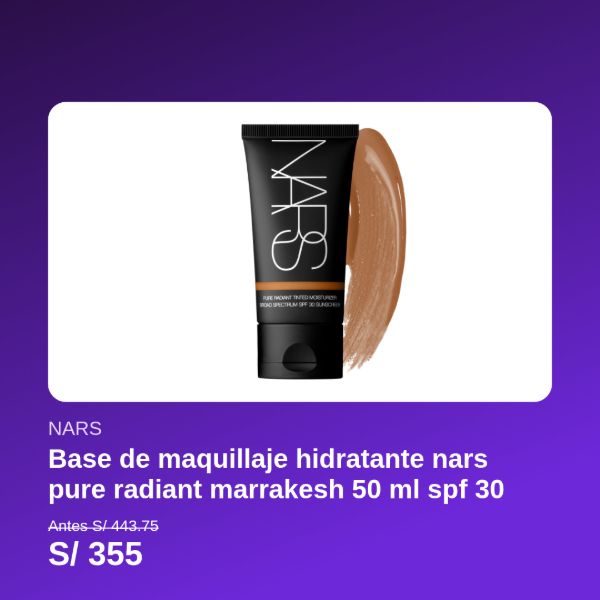 NARS
PURE RADIANT TINTED MOISTURIZER
BROAD SPECTRUM SPF 30 SUNSCREEN
NARS
Base de maquillaje hidratante nars
pure radiant marrakesh 50 ml spf 30
Antes S/ 443.75
S/ 355